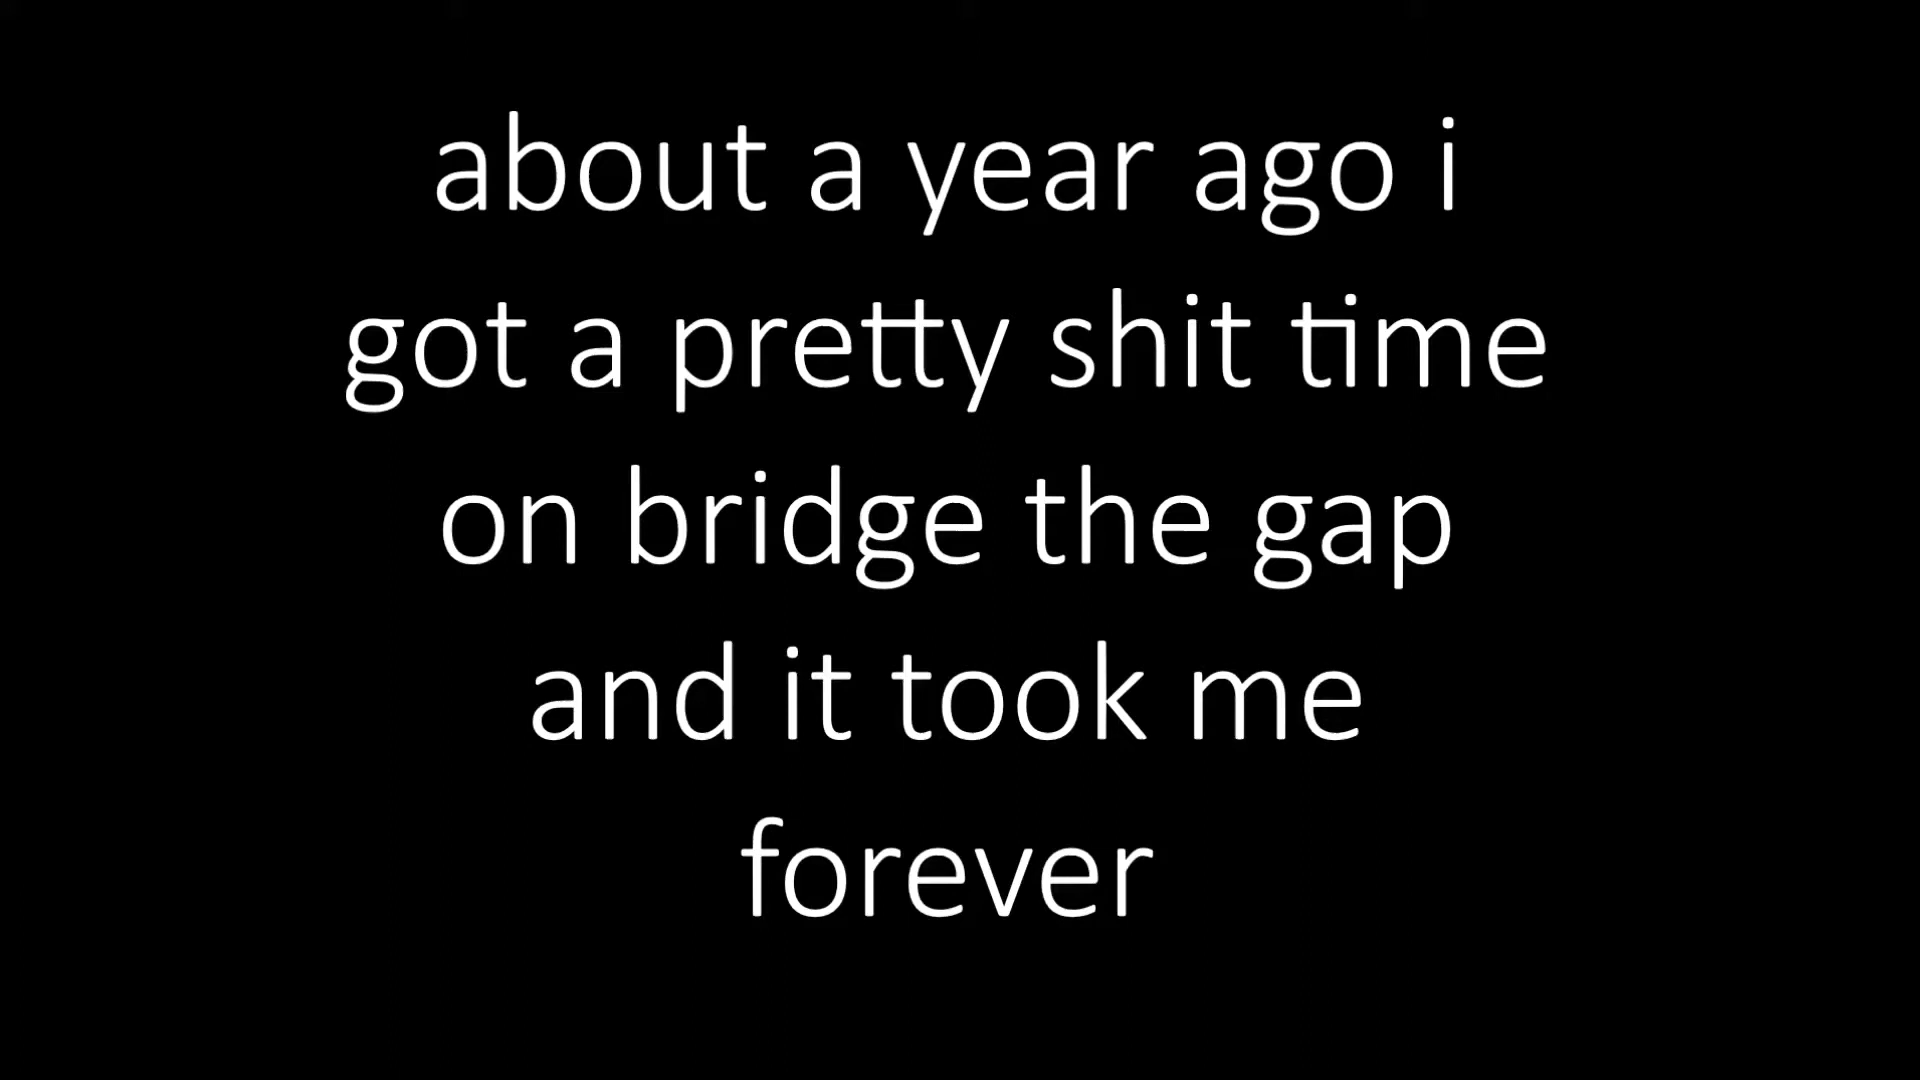 about a year ago i
got a pretty shit time
on bridge the gap
and it took me
forever